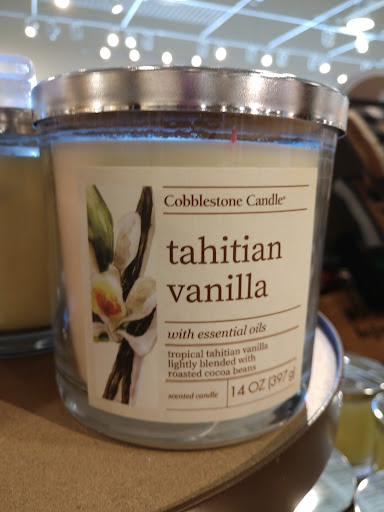 Cobblestone Candle®
tahitian
vanilla
with essential oils
tropical tahitian vanilla
lightly blended with
roasted cocoa beans
scented candle
14 OZ (397g)